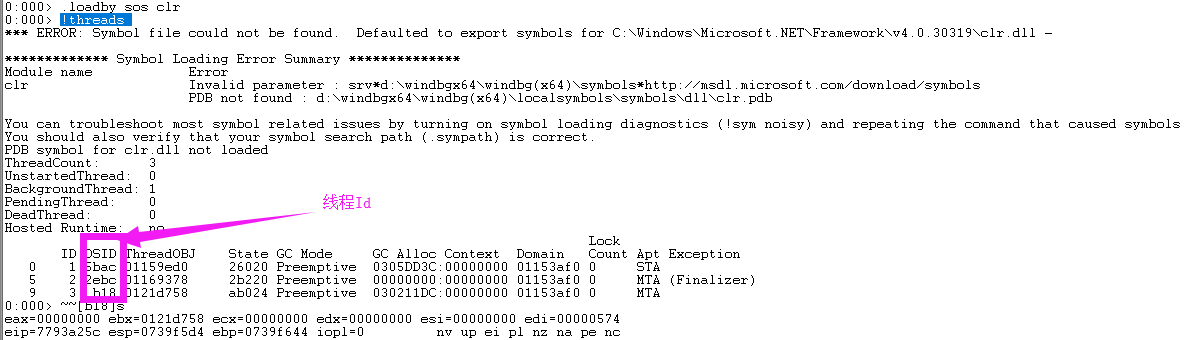 0:000> .loadby sos clr
0:000> !threads
*** ERROR: Symbol file could not be found.  Defaulted to export symbols for C:\Windows\Microsoft.NET\Framework\v4.0.30319\clr.dll -
************* Symbol Loading Error Summary **************
Module name            Error
clr                    Invalid parameter : srv*d:\windbgx64\windbg(x64)\symbols*http://msdl.microsoft.com/download/symbols
                       PDB not found : d:\windbgx64\windbg(x64)\localsymbols\symbols\dll\clr.pdb
You can troubleshoot most symbol related issues by turning on symbol loading diagnostics (!sym noisy) and repeating the command that caused symbols
You should also verify that your symbol search path (.sympath) is correct.
PDB symbol for clr.dll not loaded
ThreadCount:      3
UnstartedThread:  0
BackgroundThread: 1
PendingThread:    0
DeadThread:       0
线程Id
Hosted Runtime:   no
Lock
ID OSID ThreadOBJ    State GC Mode     GC Alloc Context  Domain   Count Apt Exception
0    1 5bac 01159ed0     26020 Preemptive  0305DD3C:00000000 01153af0 0     STA
5    2 2ebc 01169378     2b220 Preemptive  00000000:00000000 01153af0 0     MTA (Finalizer)
9    3  b18 0121d758     ab024 Preemptive  030211DC:00000000 01153af0 0     MTA
0:000> ~~[b18]s
eax=00000000 ebx=0121d758 ecx=00000000 edx=00000000 esi=00000000 edi=00000574
eip=7793a25c esp=0739f5d4 ebp=0739f644 iopl=0         nv up ei pl nz na pe nc